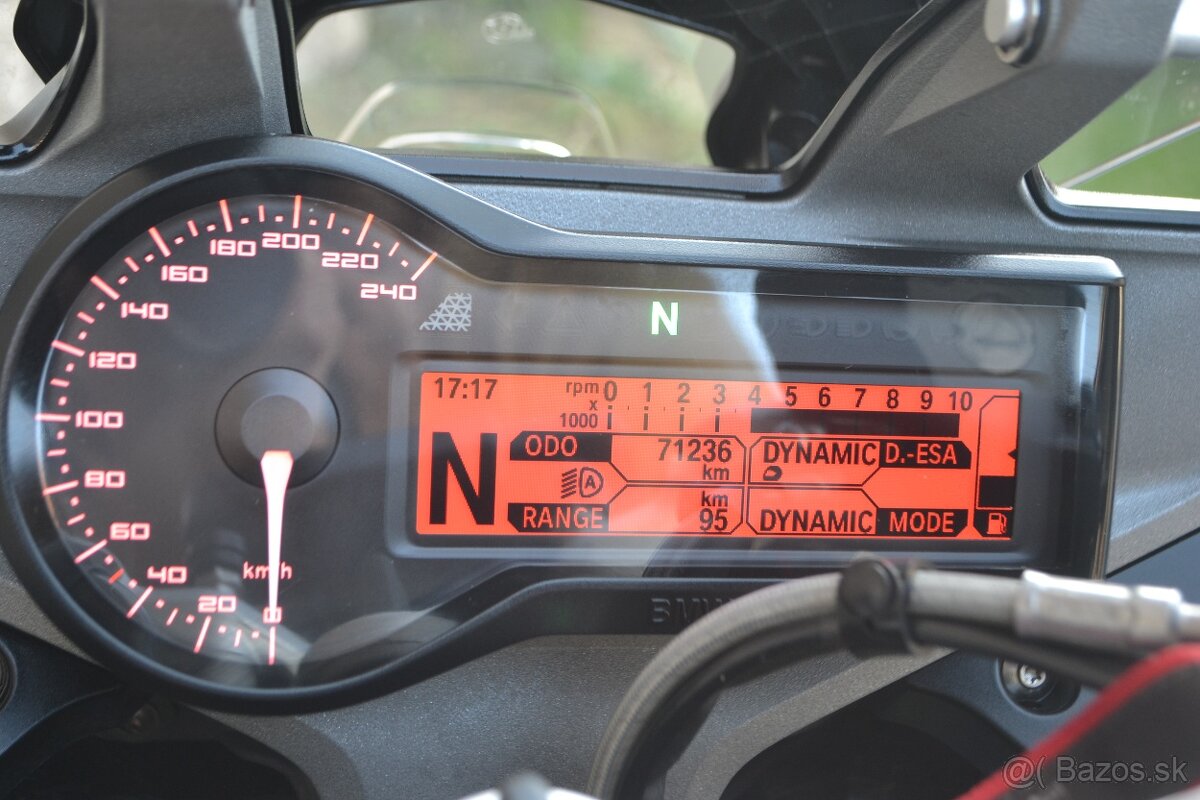 240
220
200
180
160
140
120
100
80
60
40
20
0
km/h
N
17:17
rpm x 1000
0 1 2 3 4 5 6 7 8 9 10
N
ODO 71236 km
DYNAMIC D.-ESA
A
RANGE km 95
DYNAMIC MODE
BMW
@( Bazos.sk